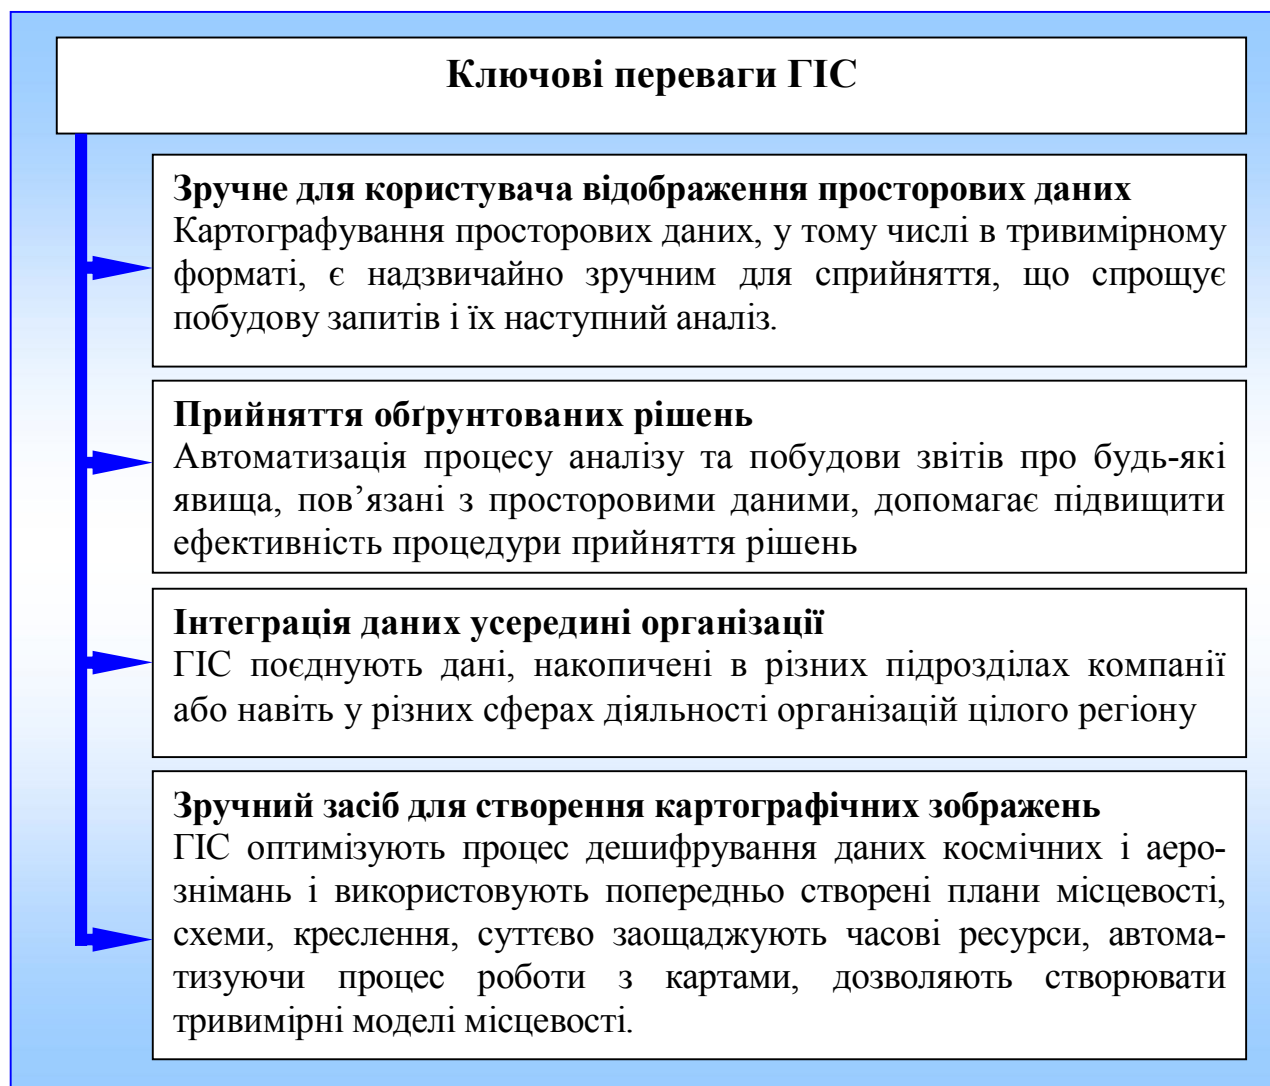 Ключові переваги ГІС
Зручне для користувача відображення просторових даних
Картографування просторових даних, у тому числі в тривимірному
форматі, є надзвичайно зручним для сприйняття, що спрощує
побудову запитів і їх наступний аналіз.
Прийняття обґрунтованих рішень
Автоматизація процесу аналізу та побудови звітів про будь-які
явища, пов’язані з просторовими даними, допомагає підвищити
ефективність процедури прийняття рішень
Інтеграція даних усередині організації
ГІС поєднують дані, накопичені в різних підрозділах компанії
або навіть у різних сферах діяльності організацій цілого регіону
Зручний засіб для створення картографічних зображень
ГІС оптимізують процес дешифрування даних космічних і аеро-
знімань і використовують попередньо створені плани місцевості,
схеми, креслення, суттєво заощаджують часові ресурси, автома-
тизуючи процес роботи з картами, дозволяють створювати
тривимірні моделі місцевості.